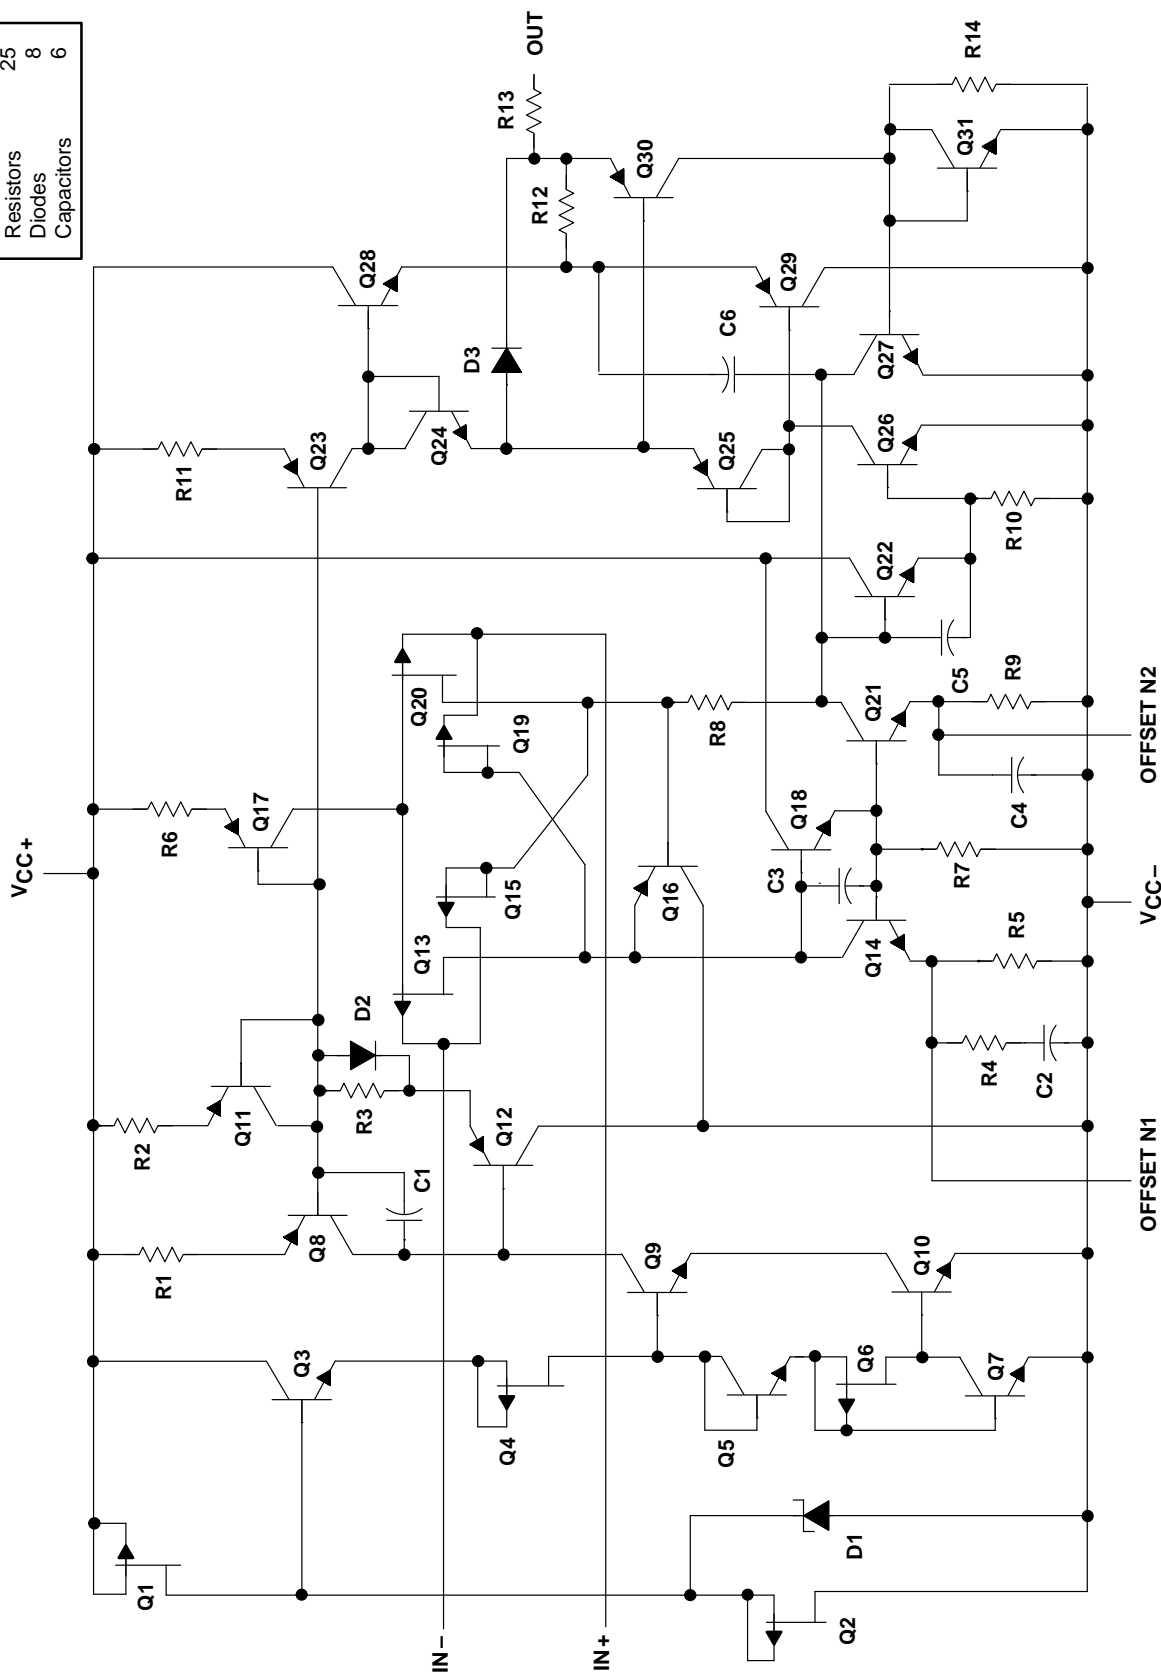 Resistors 25
Diodes 8
Capacitors 6
VCC+
R1
R2
R6
R11
Q1
Q3
Q8
Q11
Q17
Q23
Q28
D2
R3
C1
Q12
Q13
Q15
Q19
Q20
Q24
D3
R12
R13
OUT
IN−
IN+
Q4
Q9
Q16
R8
Q25
Q30
C6
Q29
Q5
Q6
Q10
Q7
C3
Q18
Q14
Q21
Q22
Q26
Q27
Q31
R14
D1
Q2
R4
C2
R5
R7
C4
C5
R9
R10
OFFSET N1
VCC−
OFFSET N2